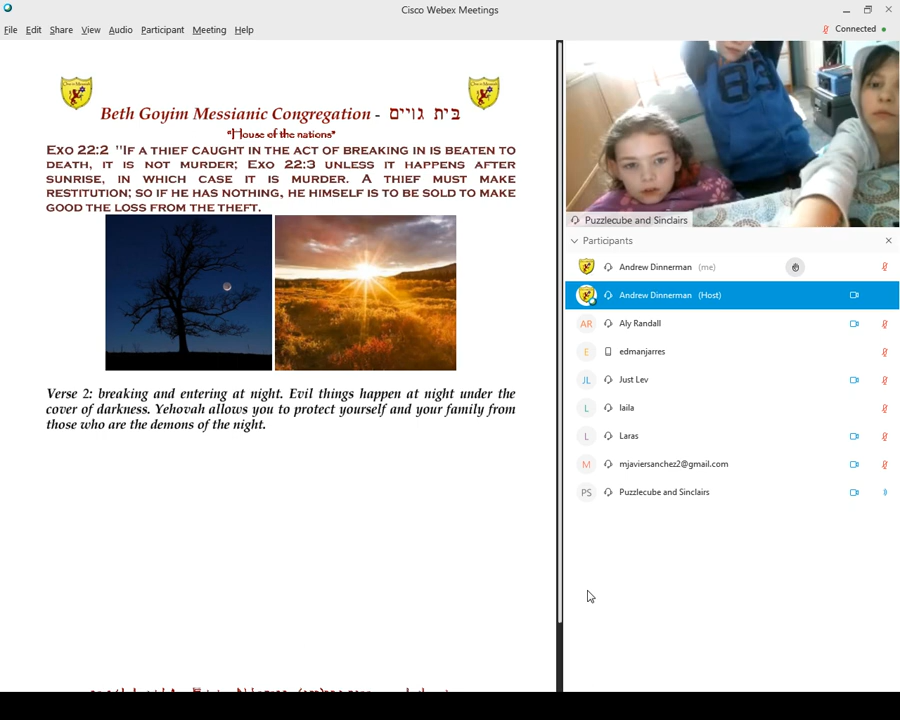 Cisco Webex Meetings
File Edit Share View Audio Participant Meeting Help
Connected
Beth Goyim Messianic Congregation - בית גויים
"House of the nations"
EXO 22:2 "IF A THIEF CAUGHT IN THE ACT OF BREAKING IN IS BEATEN TO
DEATH, IT IS NOT MURDER; EXO 22:3 UNLESS IT HAPPENS AFTER
SUNRISE, IN WHICH CASE IT IS MURDER. A THIEF MUST MAKE
RESTITUTION; SO IF HE HAS NOTHING, HE HIMSELF IS TO BE SOLD TO MAKE
GOOD THE LOSS FROM THE THEFT.
Verse 2: breaking and entering at night. Evil things happen at night under the
cover of darkness. Yehovah allows you to protect yourself and your family from
those who are the demons of the night.
Puzzlecube and Sinclairs
Participants
Andrew Dinnerman (me)
Andrew Dinnerman (Host)
AR Aly Randall
E edmanjarres
JL Just Lev
L laila
L Laras
M mjaviersanchez2@gmail.com
PS Puzzlecube and Sinclairs